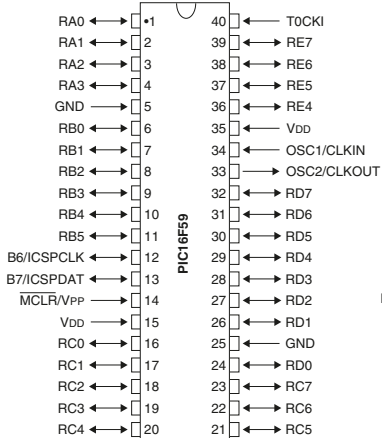 RA0 •1 40 T0CKI
RA1 2 39 RE7
RA2 3 38 RE6
RA3 4 37 RE5
GND 5 36 RE4
RB0 6 35 VDD
RB1 7 34 OSC1/CLKIN
RB2 8 33 OSC2/CLKOUT
RB3 9 32 RD7
RB4 10 31 RD6
RB5 11 30 RD5
B6/ICSPCLK 12 29 RD4
B7/ICSPDAT 13 28 RD3
MCLR/VPP 14 27 RD2
VDD 15 26 RD1
RC0 16 25 GND
RC1 17 24 RD0
RC2 18 23 RC7
RC3 19 22 RC6
RC4 20 21 RC5
PIC16F59